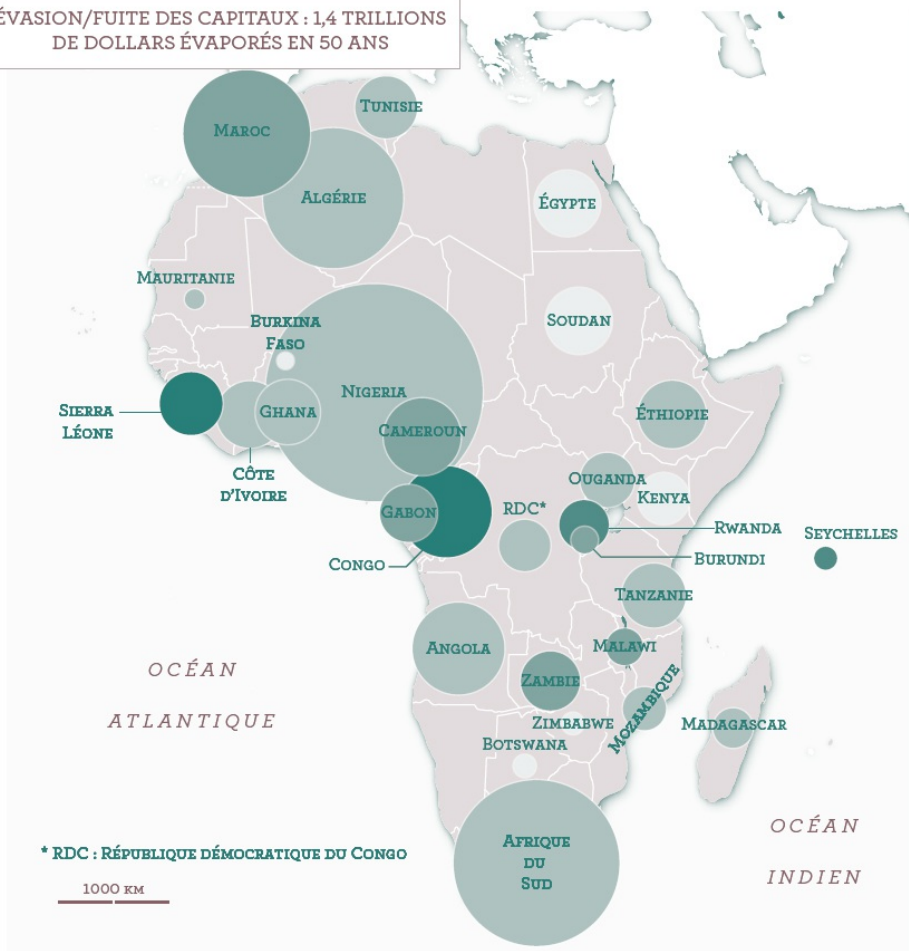 ÉVASION/FUITE DES CAPITAUX : 1,4 TRILLIONS
DE DOLLARS ÉVAPORÉS EN 50 ANS
TUNISIE
MAROC
ALGÉRIE
ÉGYPTE
MAURITANIE
BURKINA
FASO
SOUDAN
NIGERIA
SIERRA
LÉONE
GHANA
ÉTHIOPIE
CAMEROUN
CÔTE
D'IVOIRE
OUGANDA
KENYA
GABON
RDC*
RWANDA
SEYCHELLES
BURUNDI
CONGO
TANZANIE
ANGOLA
MALAWI
OCÉAN
ATLANTIQUE
ZAMBIE
MOZAMBIQUE
ZIMBABWE
MADAGASCAR
BOTSWANA
AFRIQUE
DU
SUD
OCÉAN
INDIEN
* RDC : RÉPUBLIQUE DÉMOCRATIQUE DU CONGO
1000 KM